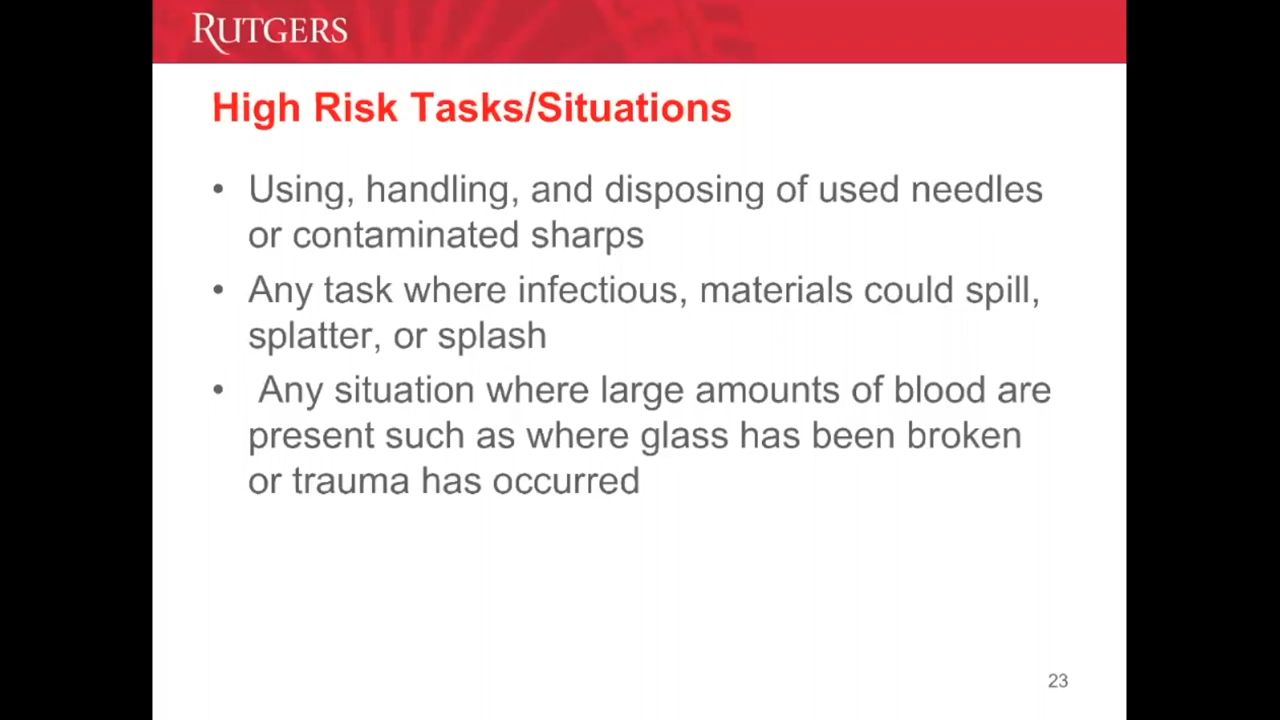 RUTGERS
High Risk Tasks/Situations
• Using, handling, and disposing of used needles
or contaminated sharps
• Any task where infectious, materials could spill,
splatter, or splash
• Any situation where large amounts of blood are
present such as where glass has been broken
or trauma has occurred
23